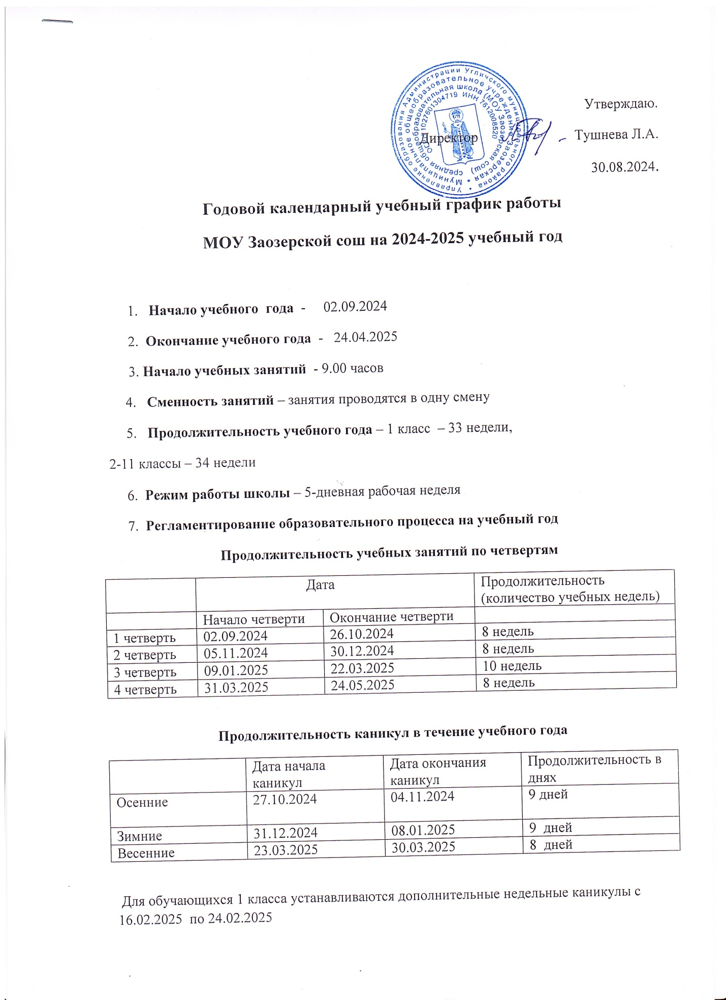 Управление образования Администрации Угличского муниципального района
Муниципальное общеобразовательное учреждение Заозерская
средняя общеобразовательная школа (МОУ Заозерская сош)
1027601304719 ИНН 7612008520
Утверждаю.
Директор Тушнева Л.А.
30.08.2024.
Годовой календарный учебный график работы
МОУ Заозерской сош на 2024-2025 учебный год
1. Начало учебного года - 02.09.2024
2. Окончание учебного года - 24.04.2025
3. Начало учебных занятий - 9.00 часов
4. Сменность занятий – занятия проводятся в одну смену
5. Продолжительность учебного года – 1 класс – 33 недели,
2-11 классы – 34 недели
6. Режим работы школы – 5-дневная рабочая неделя
7. Регламентирование образовательного процесса на учебный год
Продолжительность учебных занятий по четвертям
Дата Продолжительность
(количество учебных недель)
Начало четверти Окончание четверти
1 четверть 02.09.2024 26.10.2024 8 недель
2 четверть 05.11.2024 30.12.2024 8 недель
3 четверть 09.01.2025 22.03.2025 10 недель
4 четверть 31.03.2025 24.05.2025 8 недель
Продолжительность каникул в течение учебного года
Дата начала Дата окончания Продолжительность в
каникул каникул днях
Осенние 27.10.2024 04.11.2024 9 дней
Зимние 31.12.2024 08.01.2025 9 дней
Весенние 23.03.2025 30.03.2025 8 дней
Для обучающихся 1 класса устанавливаются дополнительные недельные каникулы с
16.02.2025 по 24.02.2025